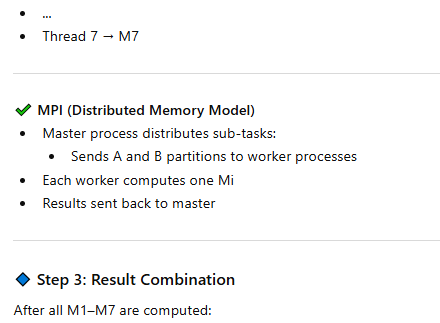 • ...
• Thread 7 → M7
✔ MPI (Distributed Memory Model)
• Master process distributes sub-tasks:
• Sends A and B partitions to worker processes
• Each worker computes one Mi
• Results sent back to master
🔷 Step 3: Result Combination
After all M1–M7 are computed: